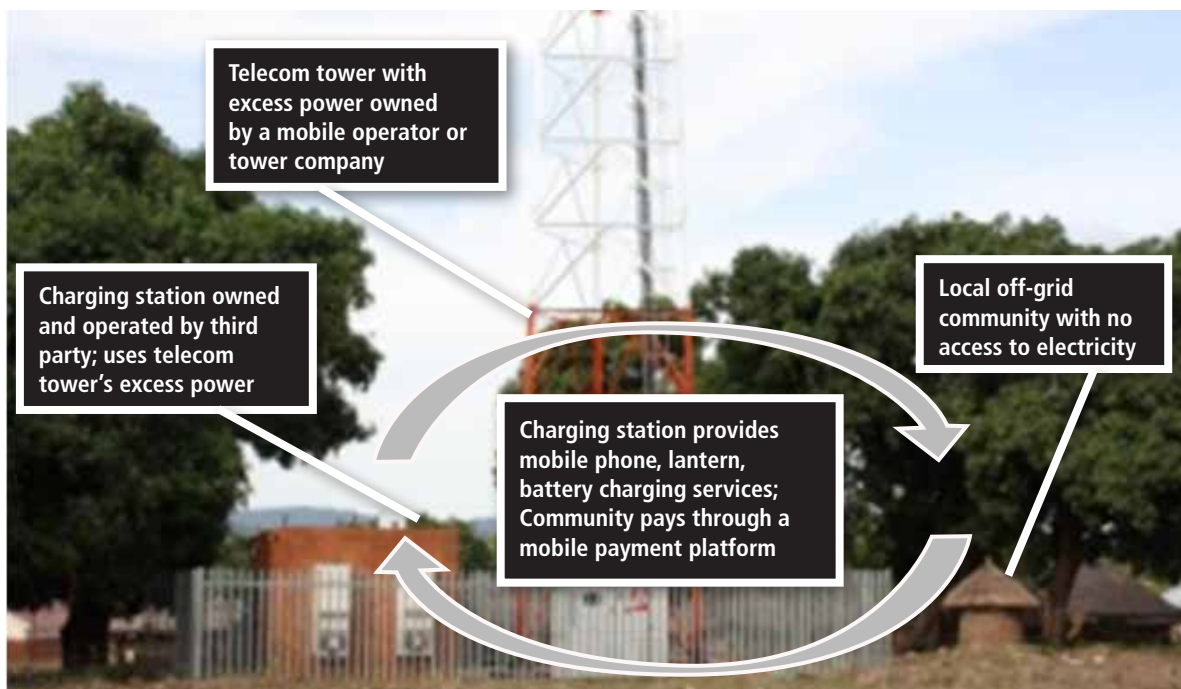 Telecom tower with
excess power owned
by a mobile operator or
tower company
Charging station owned
and operated by third
party; uses telecom
tower's excess power
Local off-grid
community with no
access to electricity
Charging station provides
mobile phone, lantern,
battery charging services;
Community pays through a
mobile payment platform